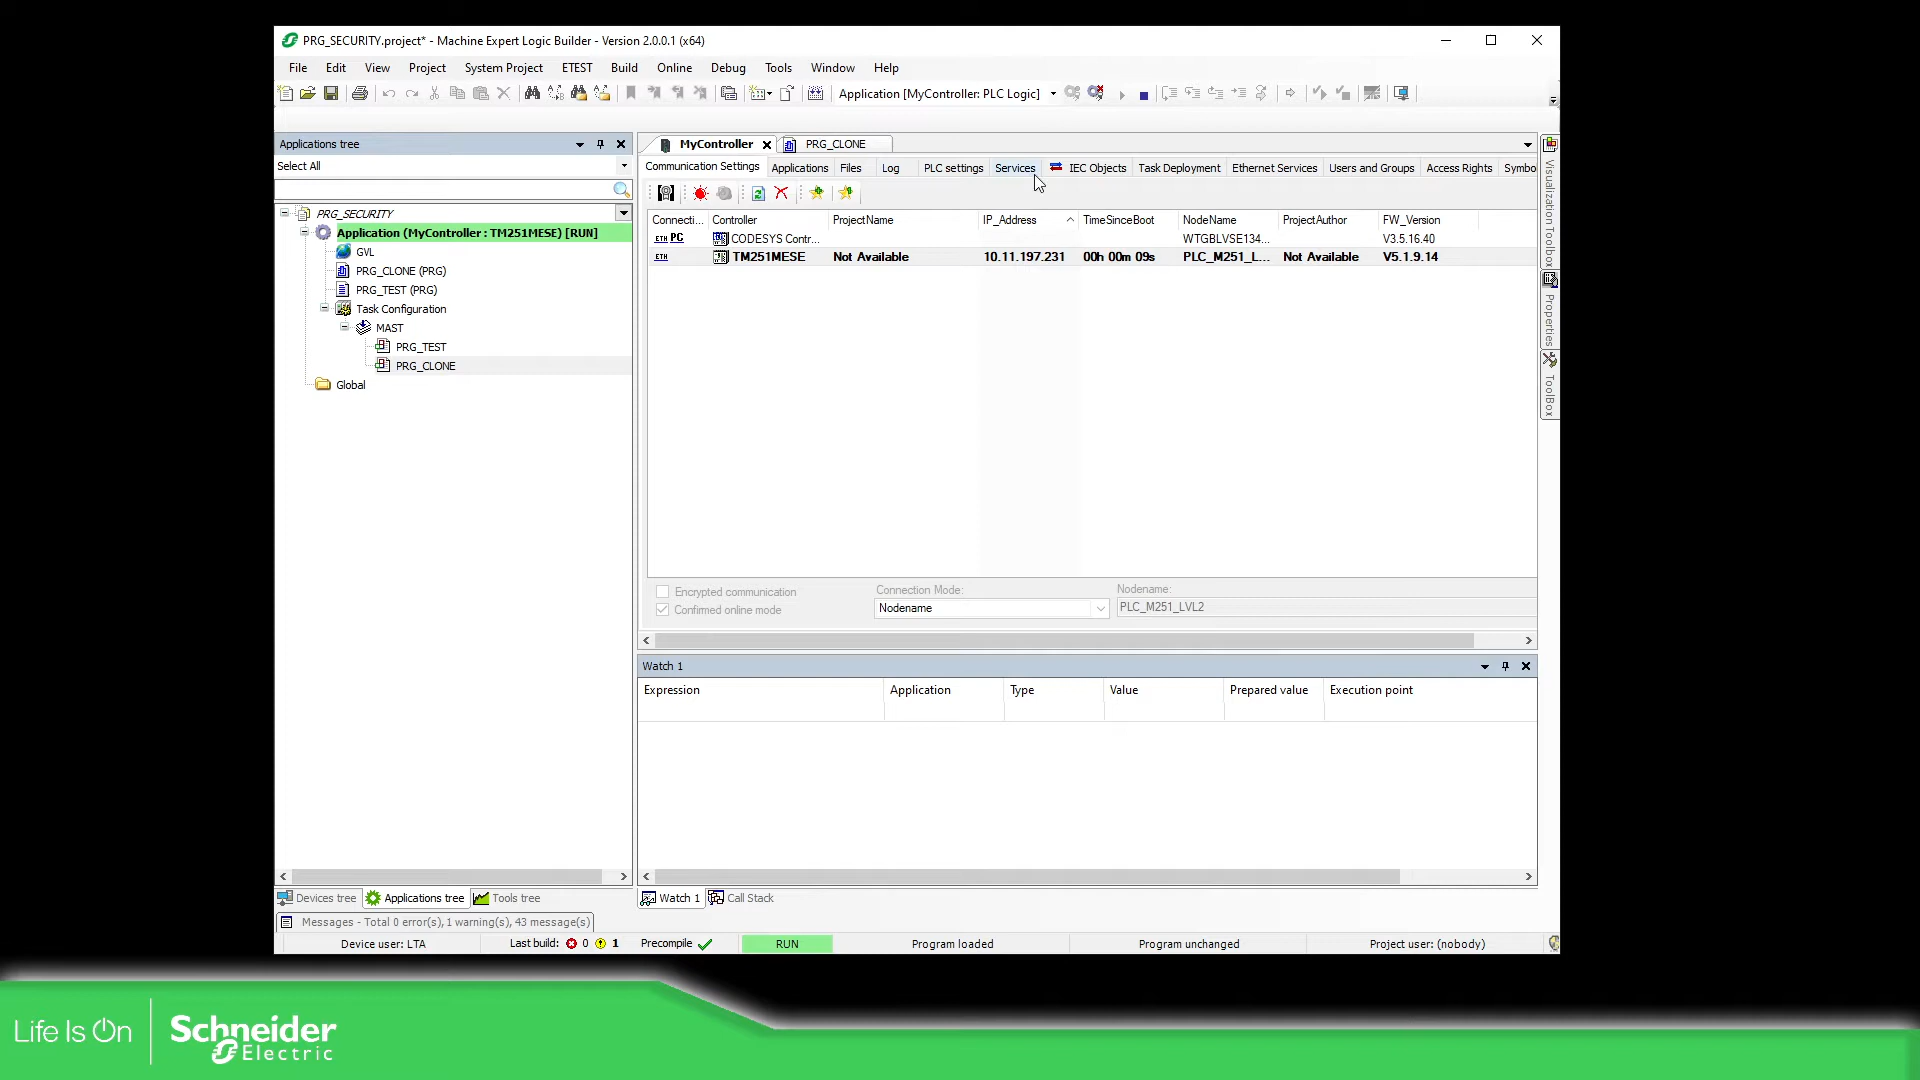 PRG_SECURITY.project* - Machine Expert Logic Builder - Version 2.0.0.1 (x64)
File Edit View Project System Project ETEST Build Online Debug Tools Window Help
Application [MyController: PLC Logic]
Applications tree
Select All
PRG_SECURITY
Application (MyController : TM251MESE) [RUN]
GVL
PRG_CLONE (PRG)
PRG_TEST (PRG)
Task Configuration
MAST
PRG_TEST
PRG_CLONE
Global
Devices tree Applications tree Tools tree
MyController PRG_CLONE
Communication Settings Applications Files Log PLC settings Services IEC Objects Task Deployment Ethernet Services Users and Groups Access Rights Symbo
Connecti... Controller ProjectName IP_Address TimeSinceBoot NodeName ProjectAuthor FW_Version
ETH PC CODESYS Contr... WTGBLVSE134... V3.5.16.40
ETH TM251MESE Not Available 10.11.197.231 00h 00m 09s PLC_M251_L... Not Available V5.1.9.14
Encrypted communication
Confirmed online mode
Connection Mode:
Nodename
Nodename:
PLC_M251_LVL2
Watch 1
Expression Application Type Value Prepared value Execution point
Watch 1 Call Stack
Visualization Toolbox
Properties
ToolBox
Messages - Total 0 error(s), 1 warning(s), 43 message(s)
Device user: LTA Last build: 0 1 Precompile RUN Program loaded Program unchanged Project user: (nobody)
Life Is On
Schneider
Electric